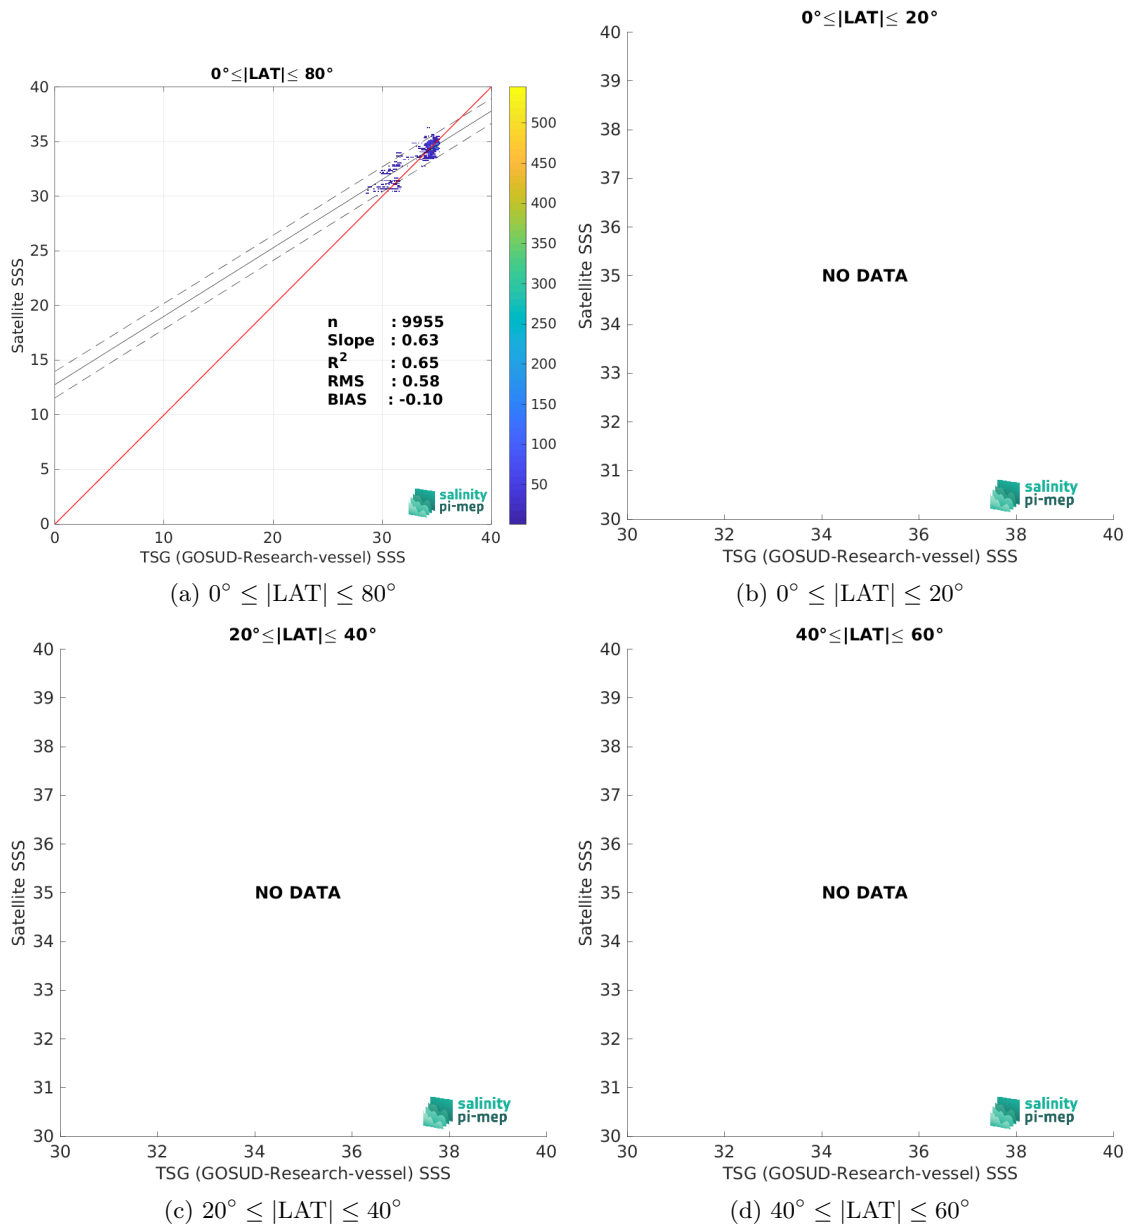 0°≤|LAT|≤ 80°
40
35
30
25
20
15
10
5
0
0
10
20
30
40
Satellite SSS
TSG (GOSUD-Research-vessel) SSS
n : 9955
Slope : 0.63
R² : 0.65
RMS : 0.58
BIAS : -0.10
salinity
pi-mep
500
450
400
350
300
250
200
150
100
50
(a) 0° ≤ |LAT| ≤ 80°
0°≤|LAT|≤ 20°
40
39
38
37
36
35
34
33
32
31
30
30
32
34
36
38
40
Satellite SSS
NO DATA
salinity
pi-mep
TSG (GOSUD-Research-vessel) SSS
(b) 0° ≤ |LAT| ≤ 20°
20°≤|LAT|≤ 40°
40
39
38
37
36
35
34
33
32
31
30
30
32
34
36
38
40
Satellite SSS
NO DATA
salinity
pi-mep
TSG (GOSUD-Research-vessel) SSS
(c) 20° ≤ |LAT| ≤ 40°
40°≤|LAT|≤ 60°
40
39
38
37
36
35
34
33
32
31
30
30
32
34
36
38
40
Satellite SSS
NO DATA
salinity
pi-mep
TSG (GOSUD-Research-vessel) SSS
(d) 40° ≤ |LAT| ≤ 60°